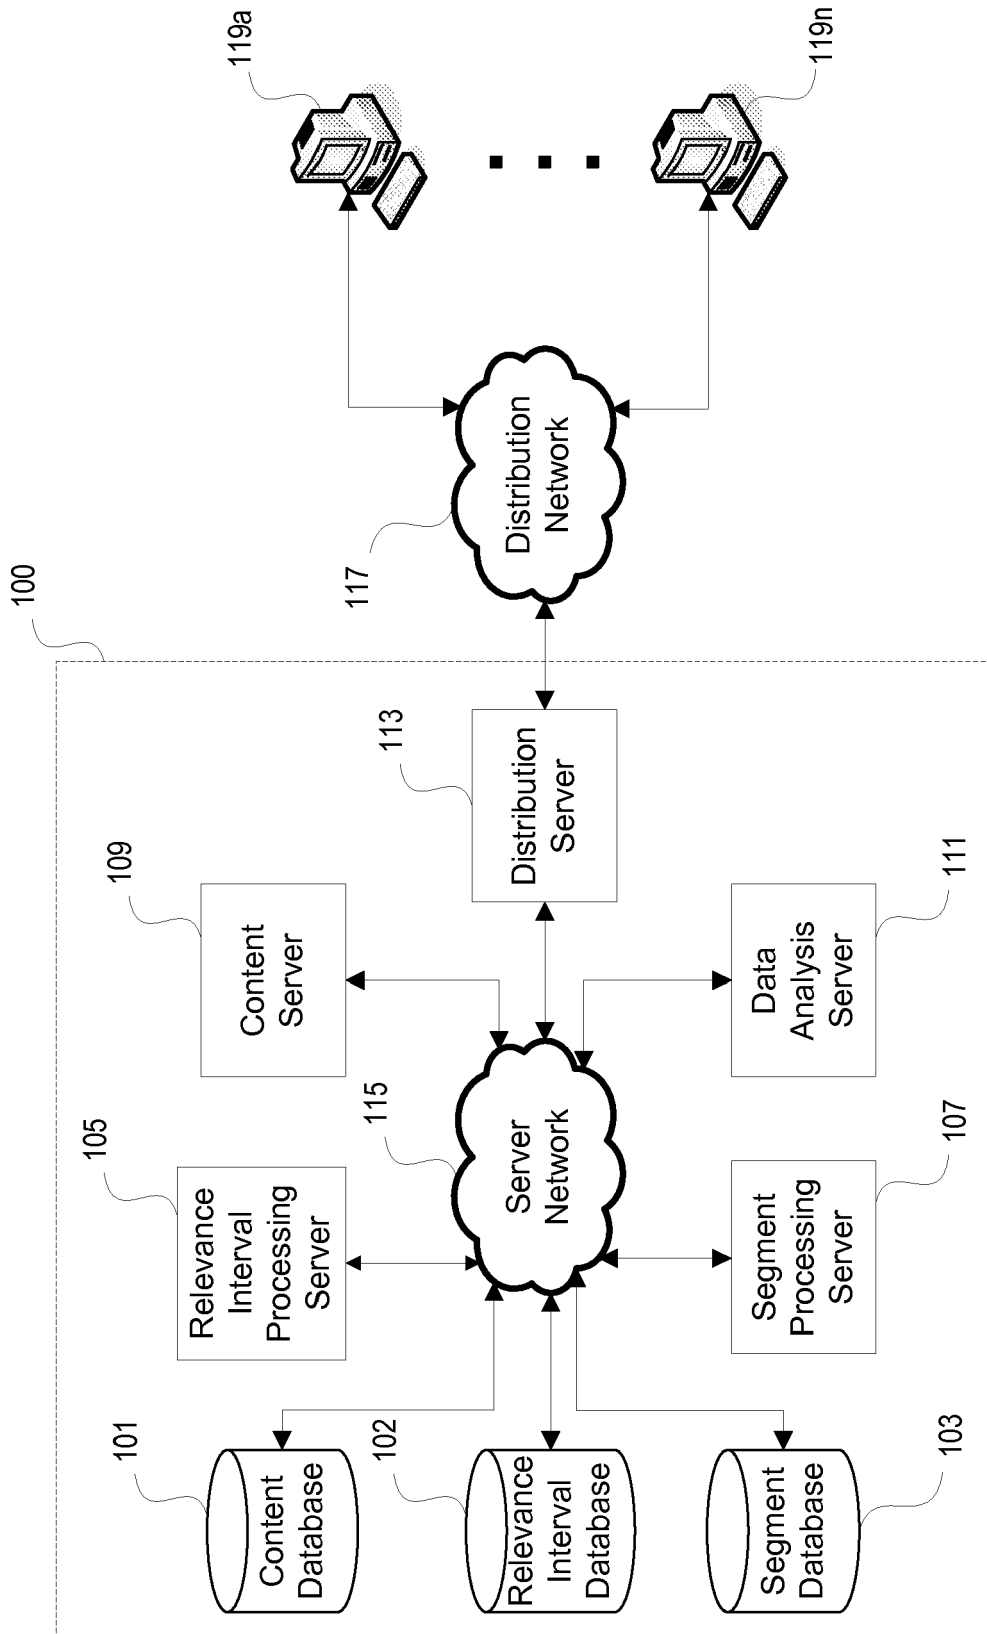 100
101
Content
Database
102
Relevance
Interval
Database
103
Segment
Database
105
Relevance
Interval
Processing
Server
115
Server
Network
107
Segment
Processing
Server
109
Content
Server
111
Data
Analysis
Server
113
Distribution
Server
117
Distribution
Network
119a
119n